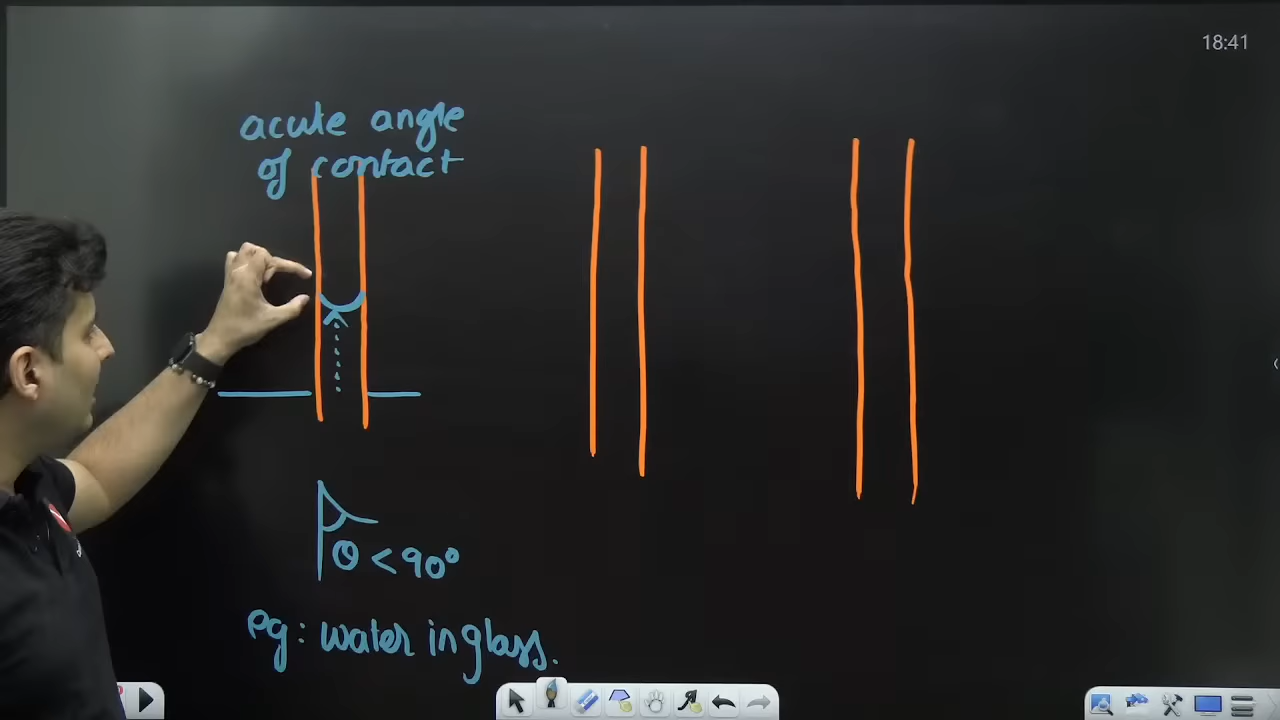 18:41
acute angle
of contact
θ < 90°
eg: water in glass.